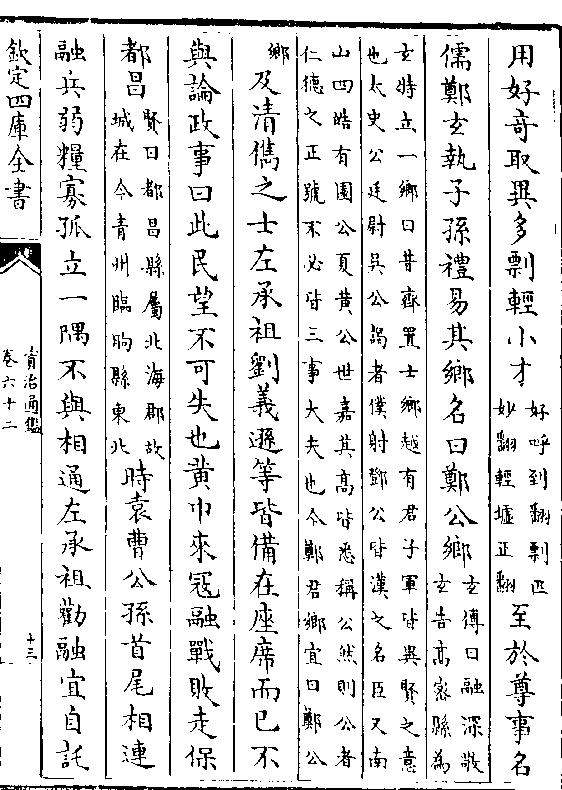 用好奇取異多剽輕小才
好呼到翻剽匹
妙翻輕墟正翻
至於尊事名
儒鄭玄執子孫禮易其鄉名曰鄭公鄉
玄傳曰融深敬
玄告高密縣為
玄特立一鄉曰昔齊置士鄉越有君子軍皆異賢之意
也太史公廷尉吳公謁者僕射鄧公皆漢之名臣又南
山四皓有園公夏黃公世嘉其高皆悉稱公然則公者
仁德之正號不必皆三事大夫也今鄭君鄉宜曰鄭公
鄉
及清儁之士左承祖劉義遜等皆備在座席而已不
與論政事曰此民望不可失也黃巾來寇融戰敗走保
都昌
賢曰都昌縣屬北海郡故
城在今青州臨朐縣東北
時袁曹公孫首尾相連
融兵弱糧寡孤立一隅不與相通左承祖勸融宜自託
欽定四庫全書
資治通鑑
卷六十二
十三